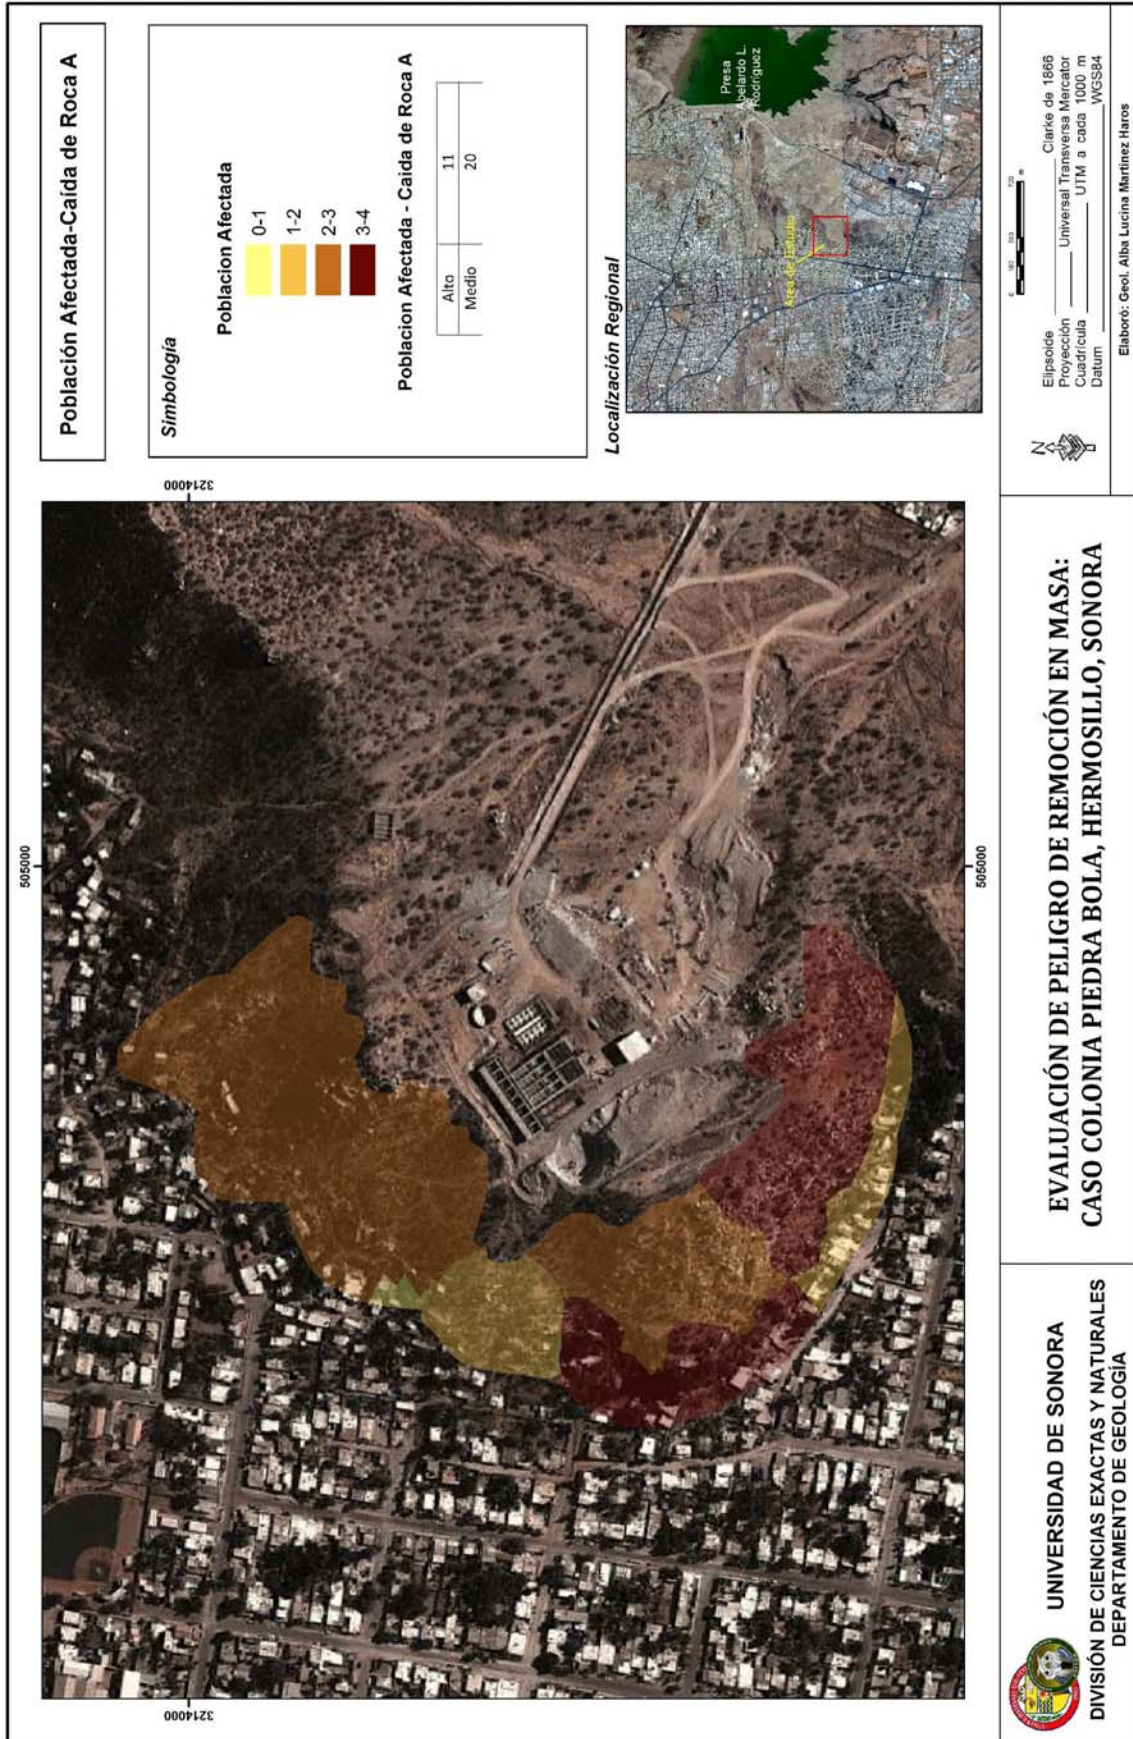 Población Afectada-Caída de Roca A
Simbología
Poblacion Afectada
0-1
1-2
2-3
3-4
Poblacion Afectada - Caida de Roca A
Alto 11
Medio 20
Localización Regional
Presa
Abelardo L.
Rodríguez
Área de Estudio
505000
3214000
3214000
505000
N
Elipsoide Clarke de 1866
Proyección Universal Transversa Mercator
Cuadrícula UTM a cada 1000 m
Datum WGS84
Elaboró: Geol. Alba Lucina Martínez Haros
EVALUACIÓN DE PELIGRO DE REMOCIÓN EN MASA:
CASO COLONIA PIEDRA BOLA, HERMOSILLO, SONORA
UNIVERSIDAD DE SONORA
DIVISIÓN DE CIENCIAS EXACTAS Y NATURALES
DEPARTAMENTO DE GEOLOGÍA